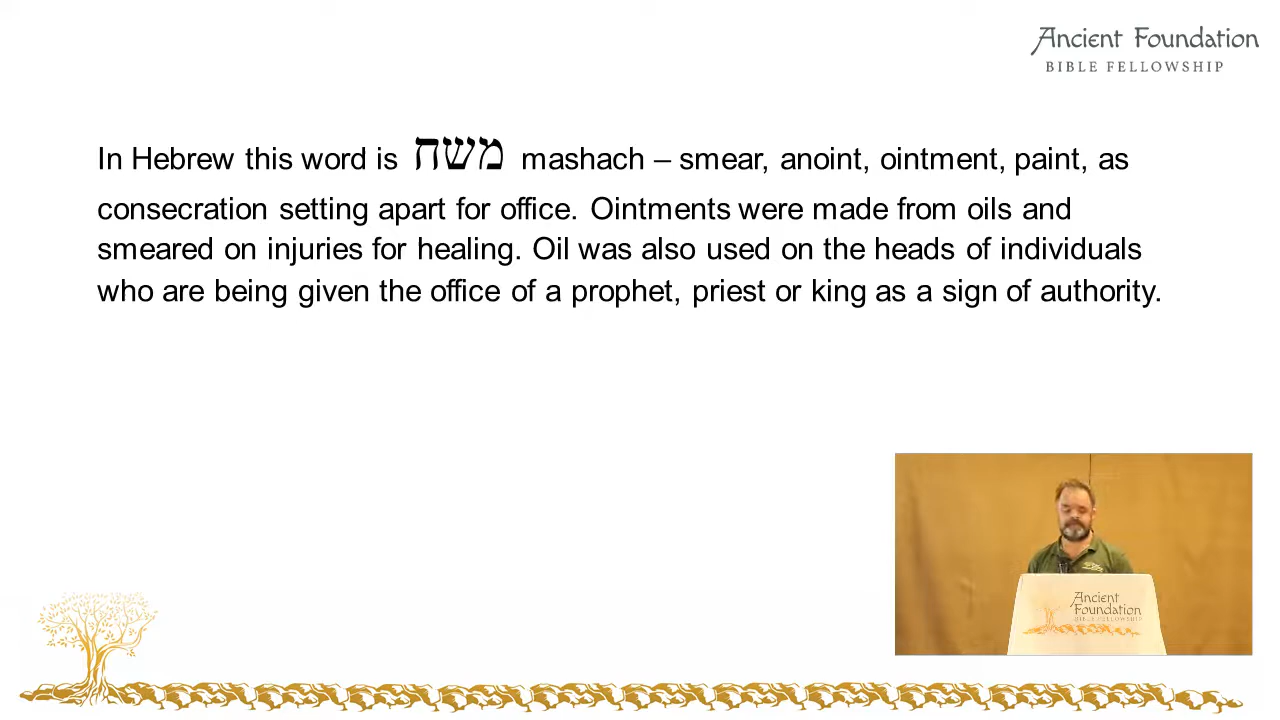 Ancient Foundation
BIBLE FELLOWSHIP
In Hebrew this word is משח mashach – smear, anoint, ointment, paint, as
consecration setting apart for office. Ointments were made from oils and
smeared on injuries for healing. Oil was also used on the heads of individuals
who are being given the office of a prophet, priest or king as a sign of authority.
Ancient
Foundation
BIBLE FELLOWSHIP